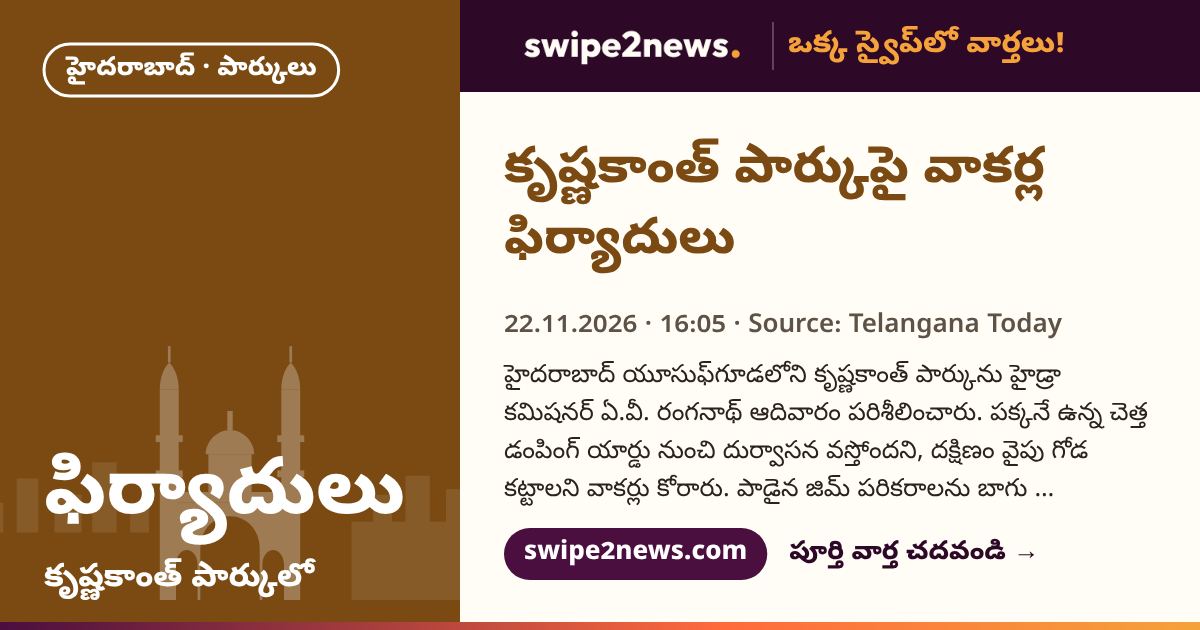 హైదరాబాద్ · పార్కులు
ఫిర్యాదులు
కృష్ణకాంత్ పార్కులో
swipe2news.
ఒక్క స్వైప్‌లో వార్తలు!
కృష్ణకాంత్ పార్కుపై వాకర్ల
ఫిర్యాదులు
22.11.2026 · 16:05 · Source: Telangana Today
హైదరాబాద్ యూసుఫ్‌గూడలోని కృష్ణకాంత్ పార్కును హైడ్రా
కమిషనర్ ఏ.వీ. రంగనాథ్ ఆదివారం పరిశీలించారు. పక్కనే ఉన్న చెత్త
డంపింగ్ యార్డు నుంచి దుర్వాసన వస్తోందని, దక్షిణం వైపు గోడ
కట్టాలని వాకర్లు కోరారు. పాడైన జిమ్ పరికరాలను బాగు ...
swipe2news.com
పూర్తి వార్త చదవండి →